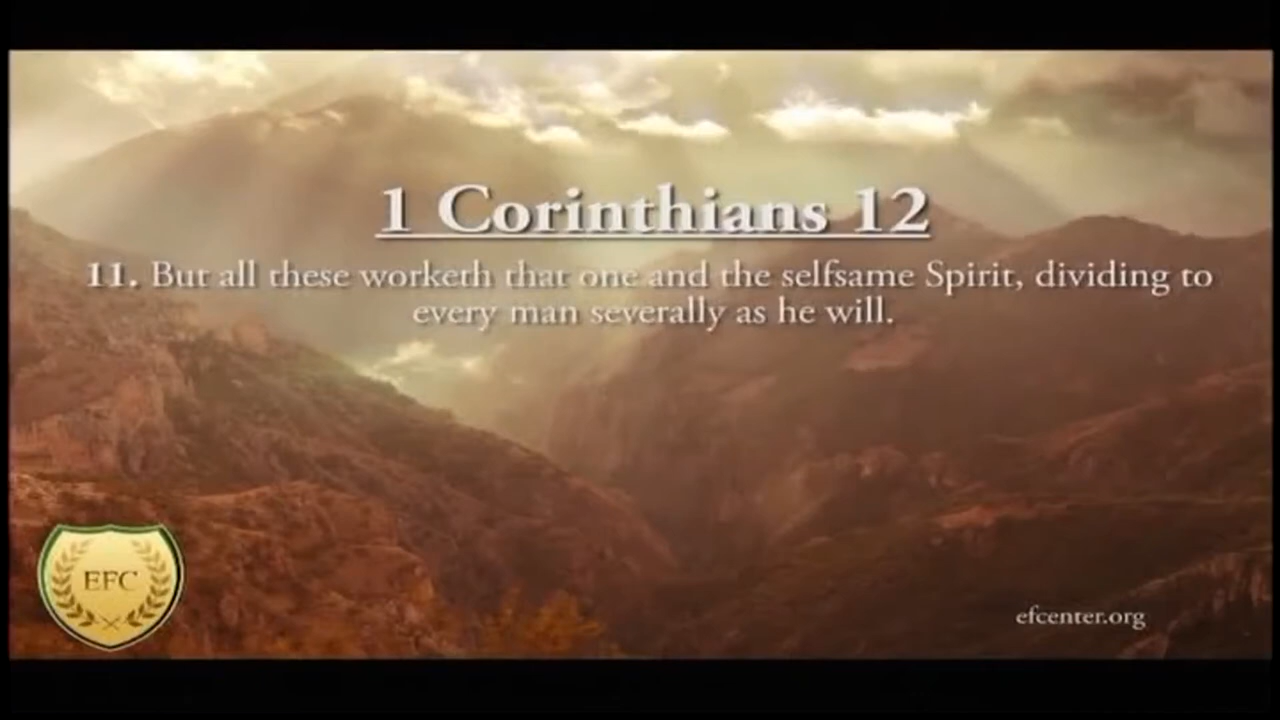 1 Corinthians 12
11. But all these worketh that one and the selfsame Spirit, dividing to
every man severally as he will.
EFC
efcenter.org